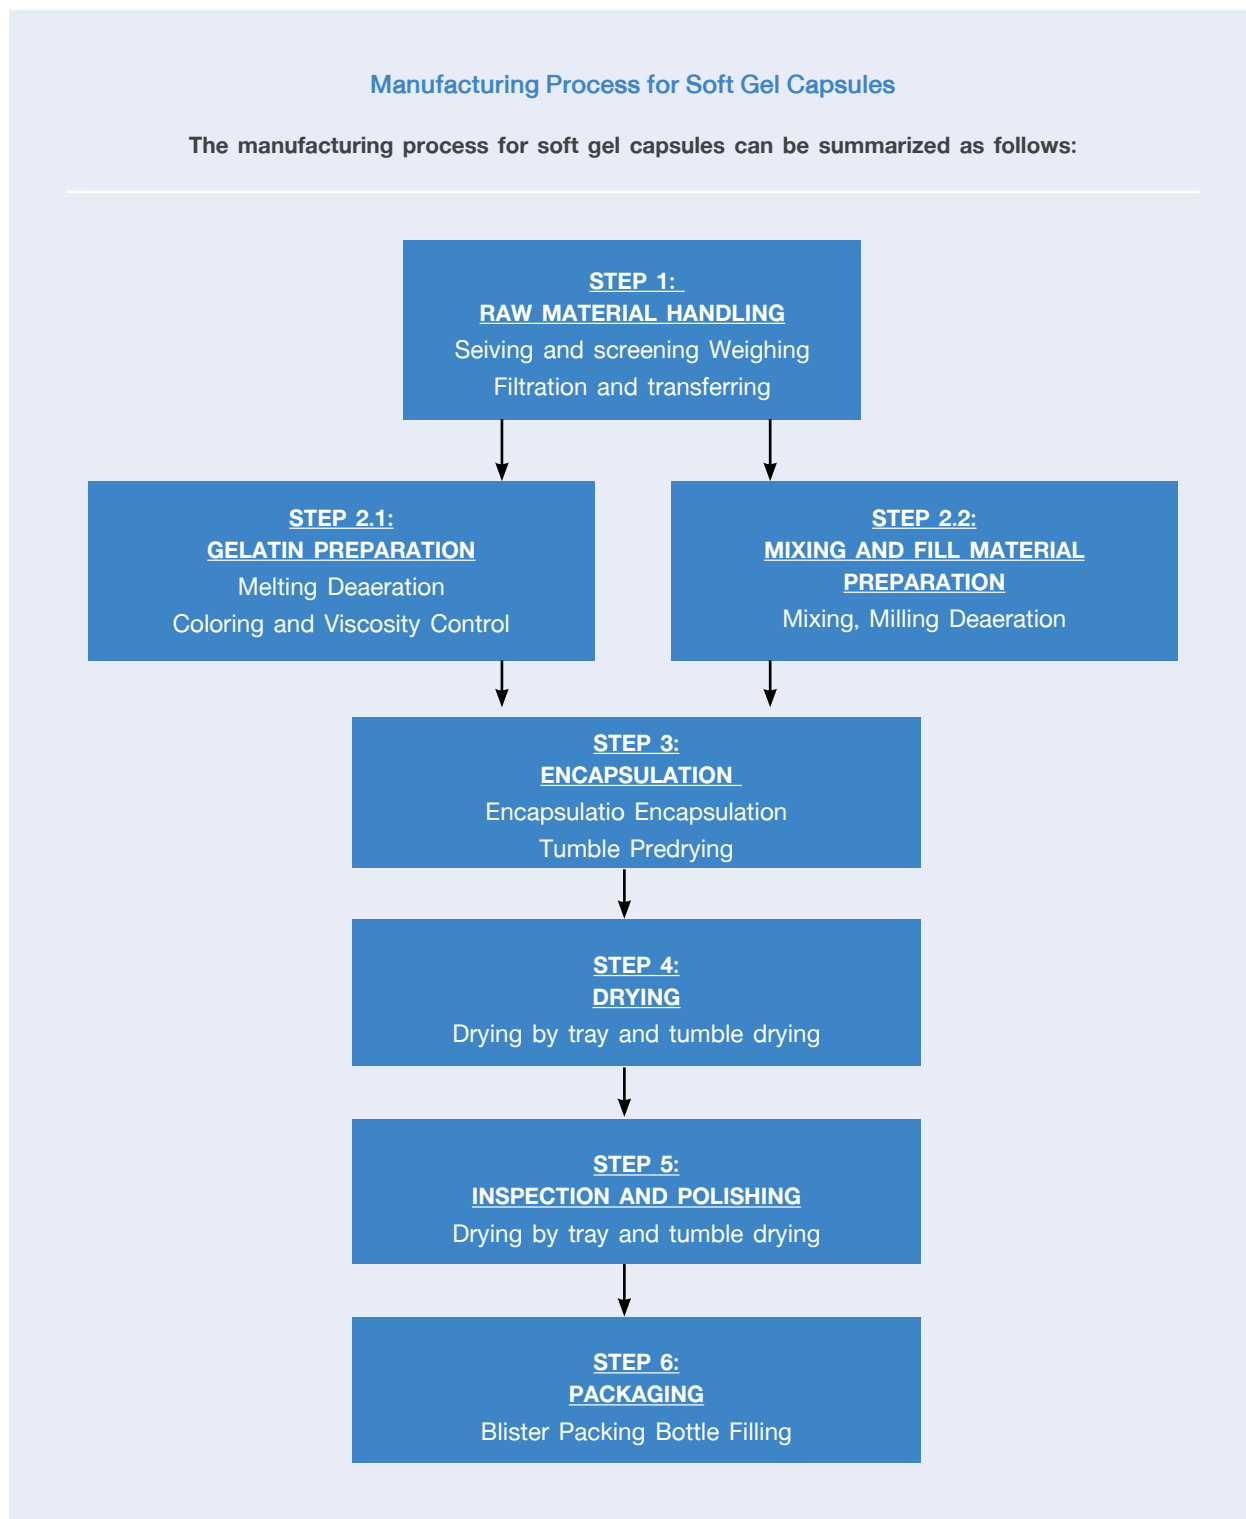 Manufacturing Process for Soft Gel Capsules
The manufacturing process for soft gel capsules can be summarized as follows:
STEP 1:
RAW MATERIAL HANDLING
Seiving and screening Weighing
Filtration and transferring
STEP 2.1:
GELATIN PREPARATION
Melting Deaeration
Coloring and Viscosity Control
STEP 2.2:
MIXING AND FILL MATERIAL
PREPARATION
Mixing, Milling Deaeration
STEP 3:
ENCAPSULATION
Encapsulatio Encapsulation
Tumble Predrying
STEP 4:
DRYING
Drying by tray and tumble drying
STEP 5:
INSPECTION AND POLISHING
Drying by tray and tumble drying
STEP 6:
PACKAGING
Blister Packing Bottle Filling